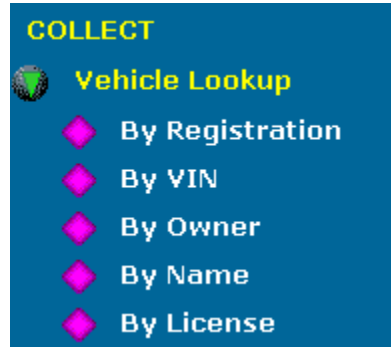 COLLECT
Vehicle Lookup
By Registration
By VIN
By Owner
By Name
By License